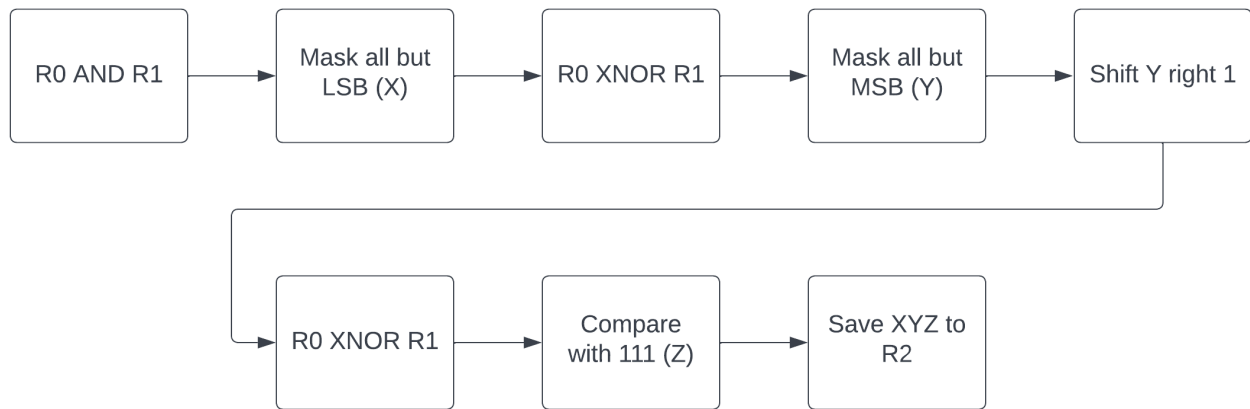 R0 AND R1
Mask all but
LSB (X)
R0 XNOR R1
Mask all but
MSB (Y)
Shift Y right 1
R0 XNOR R1
Compare
with 111 (Z)
Save XYZ to
R2